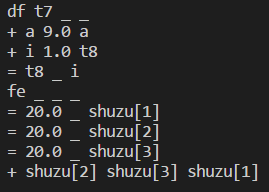 df t7 _ _
+ a 9.0 a
+ i 1.0 t8
= t8 _ i
fe _ _ _
= 20.0 _ shuzu[1]
= 20.0 _ shuzu[2]
= 20.0 _ shuzu[3]
+ shuzu[2] shuzu[3] shuzu[1]